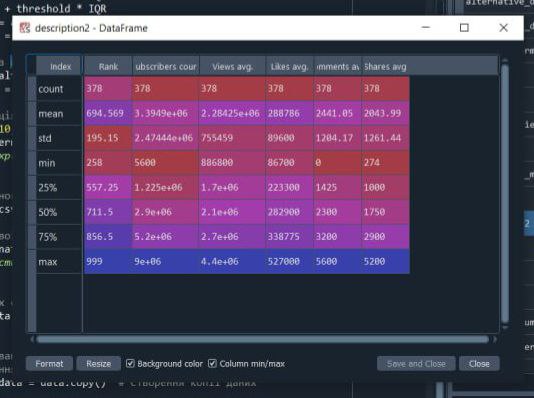 + threshold * IQR
description2 - DataFrame
Index Rank ubscribers cour Views avg. Likes avg. omments av Shares avg
count 378 378 378 378 378 378
mean 694.569 3.3949e+06 2.28425e+06 288786 2441.05 2043.99
std 195.15 2.47444e+06 755459 89600 1204.17 1261.44
min 258 5600 886800 86700 0 274
25% 557.25 1.225e+06 1.7e+06 223300 1425 1000
50% 711.5 2.9e+06 2.1e+06 282900 2300 1750
75% 856.5 5.2e+06 2.7e+06 338775 3200 2900
max 999 9e+06 4.4e+06 527000 5600 5200
Format Resize Background color Column min/max Save and Close Close
data = data.copy() # Створення копії даних